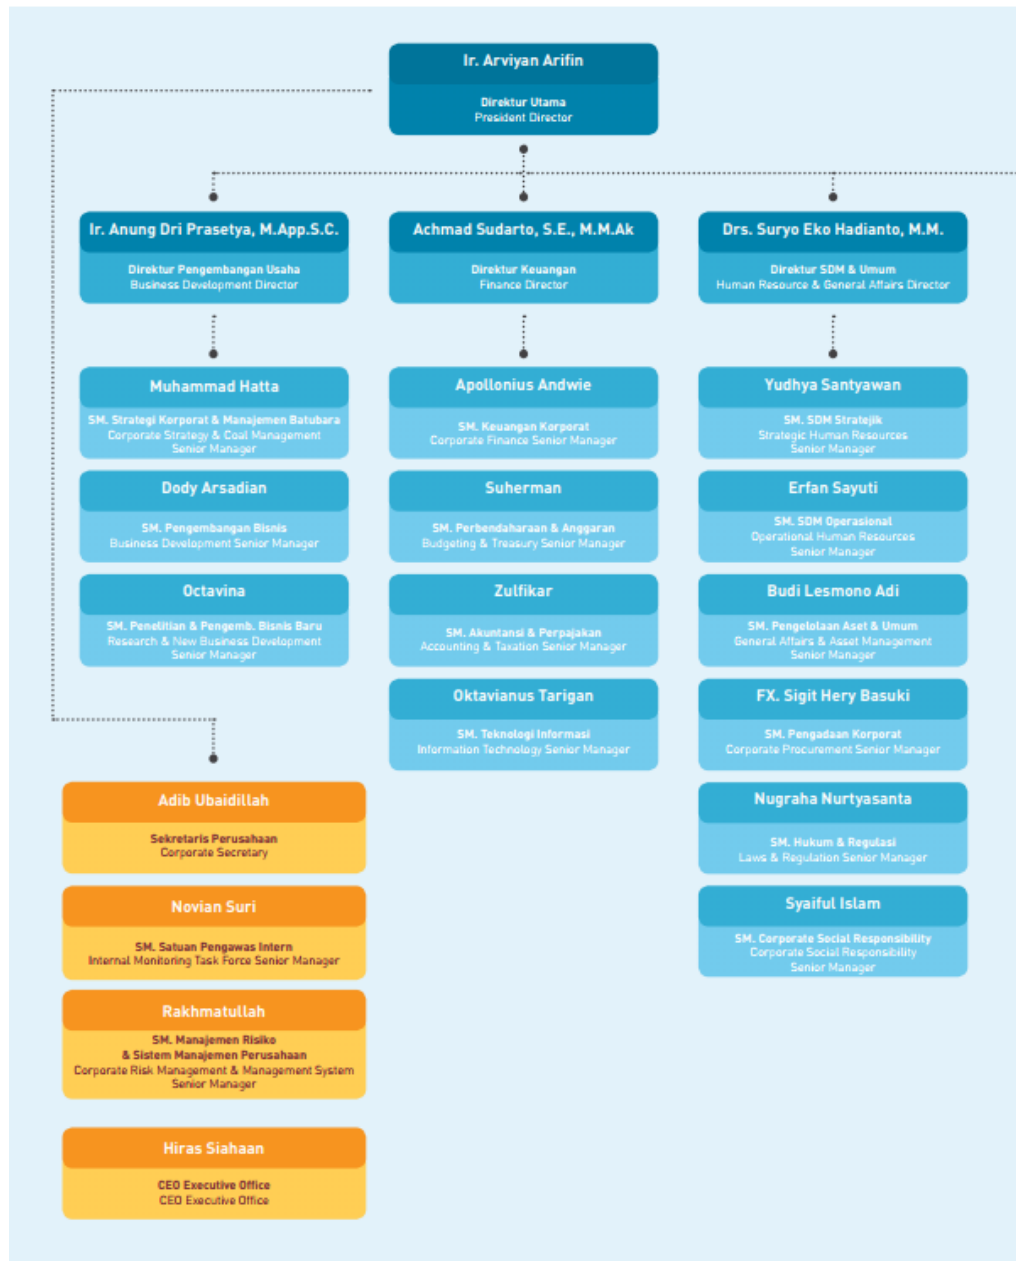 Ir. Arviyan Arifin
Direktur Utama
President Director
Ir. Anung Dri Prasetya, M.App.S.C.
Direktur Pengembangan Usaha
Business Development Director
Achmad Sudarto, S.E., M.M.Ak
Direktur Keuangan
Finance Director
Drs. Suryo Eko Hadianto, M.M.
Direktur SDM & Umum
Human Resource & General Affairs Director
Muhammad Hatta
SM. Strategi Korporat & Manajemen Batubara
Corporate Strategy & Coal Management
Senior Manager
Dody Arsadian
SM. Pengembangan Bisnis
Business Development Senior Manager
Octavina
SM. Penelitian & Pengemb. Bisnis Baru
Research & New Business Development
Senior Manager
Apollonius Andwie
SM. Keuangan Korporat
Corporate Finance Senior Manager
Suherman
SM. Perbendaharaan & Anggaran
Budgeting & Treasury Senior Manager
Zulfikar
SM. Akuntansi & Perpajakan
Accounting & Taxation Senior Manager
Oktavianus Tarigan
SM. Teknologi Informasi
Information Technology Senior Manager
Yudhya Santyawan
SM. SDM Stratejik
Strategic Human Resources
Senior Manager
Erfan Sayuti
SM. SDM Operasional
Operational Human Resources
Senior Manager
Budi Lesmono Adi
SM. Pengelolaan Aset & Umum
General Affairs & Asset Management
Senior Manager
FX. Sigit Hery Basuki
SM. Pengadaan Korporat
Corporate Procurement Senior Manager
Nugraha Nurtyasanta
SM. Hukum & Regulasi
Laws & Regulation Senior Manager
Syaiful Islam
SM. Corporate Social Responsibility
Corporate Social Responsibility
Senior Manager
Adib Ubaidillah
Sekretaris Perusahaan
Corporate Secretary
Novian Suri
SM. Satuan Pengawas Intern
Internal Monitoring Task Force Senior Manager
Rakhmatullah
SM. Manajemen Risiko
& Sistem Manajemen Perusahaan
Corporate Risk Management & Management System
Senior Manager
Hiras Siahaan
CEO Executive Office
CEO Executive Office